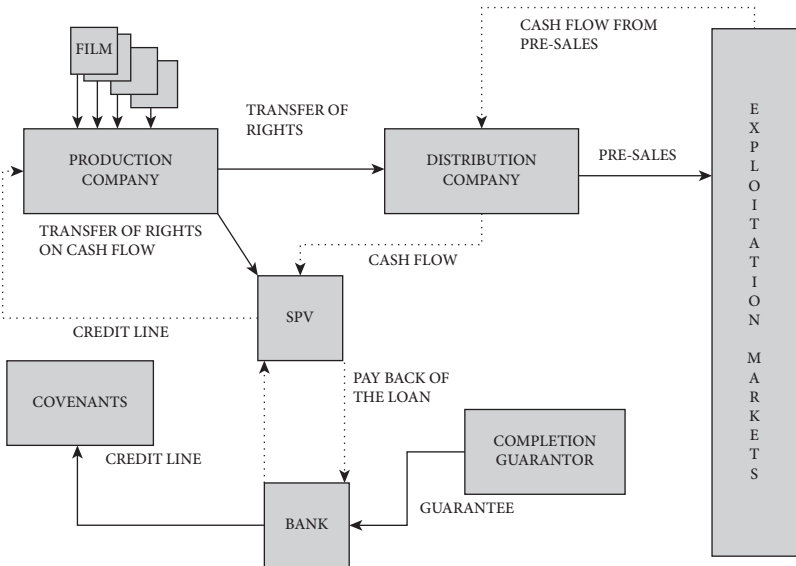 CASH FLOW FROM
PRE-SALES
FILM
TRANSFER OF
RIGHTS
PRODUCTION
COMPANY
DISTRIBUTION
COMPANY
PRE-SALES
EXPLOITATION MARKETS
TRANSFER OF RIGHTS
ON CASH FLOW
CASH FLOW
SPV
CREDIT LINE
PAY BACK OF
THE LOAN
COVENANTS
COMPLETION
GUARANTOR
CREDIT LINE
GUARANTEE
BANK